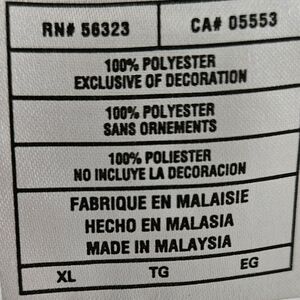 RN# 56323 CA# 05553
100% POLYESTER
EXCLUSIVE OF DECORATION
100% POLYESTER
SANS ORNEMENTS
100% POLIESTER
NO INCLUYE LA DECORACION
FABRIQUE EN MALAISIE
HECHO EN MALASIA
MADE IN MALAYSIA
XL TG EG